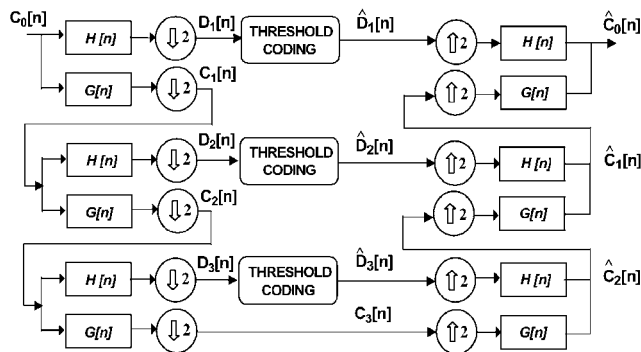 C₀[n] H[n] ⇓2 D₁[n] THRESHOLD CODING D̂₁[n] ⇑2 H[n] Ĉ₀[n]
G[n] ⇓2 C₁[n] ⇑2 G[n]
H[n] ⇓2 D₂[n] THRESHOLD CODING D̂₂[n] ⇑2 H[n] Ĉ₁[n]
G[n] ⇓2 C₂[n] ⇑2 G[n]
H[n] ⇓2 D₃[n] THRESHOLD CODING D̂₃[n] ⇑2 H[n] Ĉ₂[n]
G[n] ⇓2 C₃[n] ⇑2 G[n]